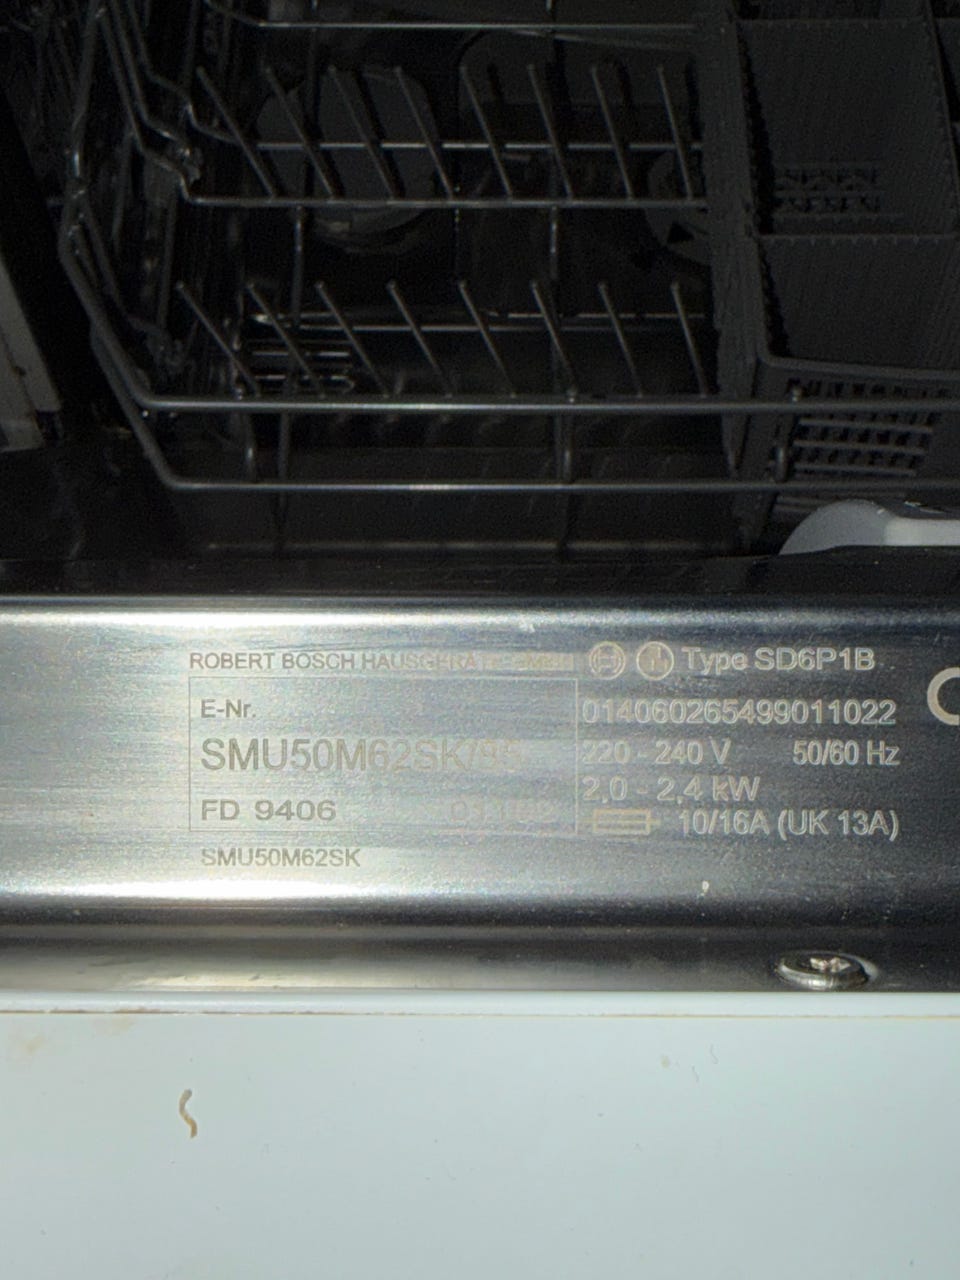 ROBERT BOSCH HAUSGERÄTE GMBH
Type SD6P1B
E-Nr.
014060265499011022
SMU50M62SK
220 - 240 V 50/60 Hz
2,0 - 2,4 kW
FD 9406
10/16A (UK 13A)
SMU50M62SK